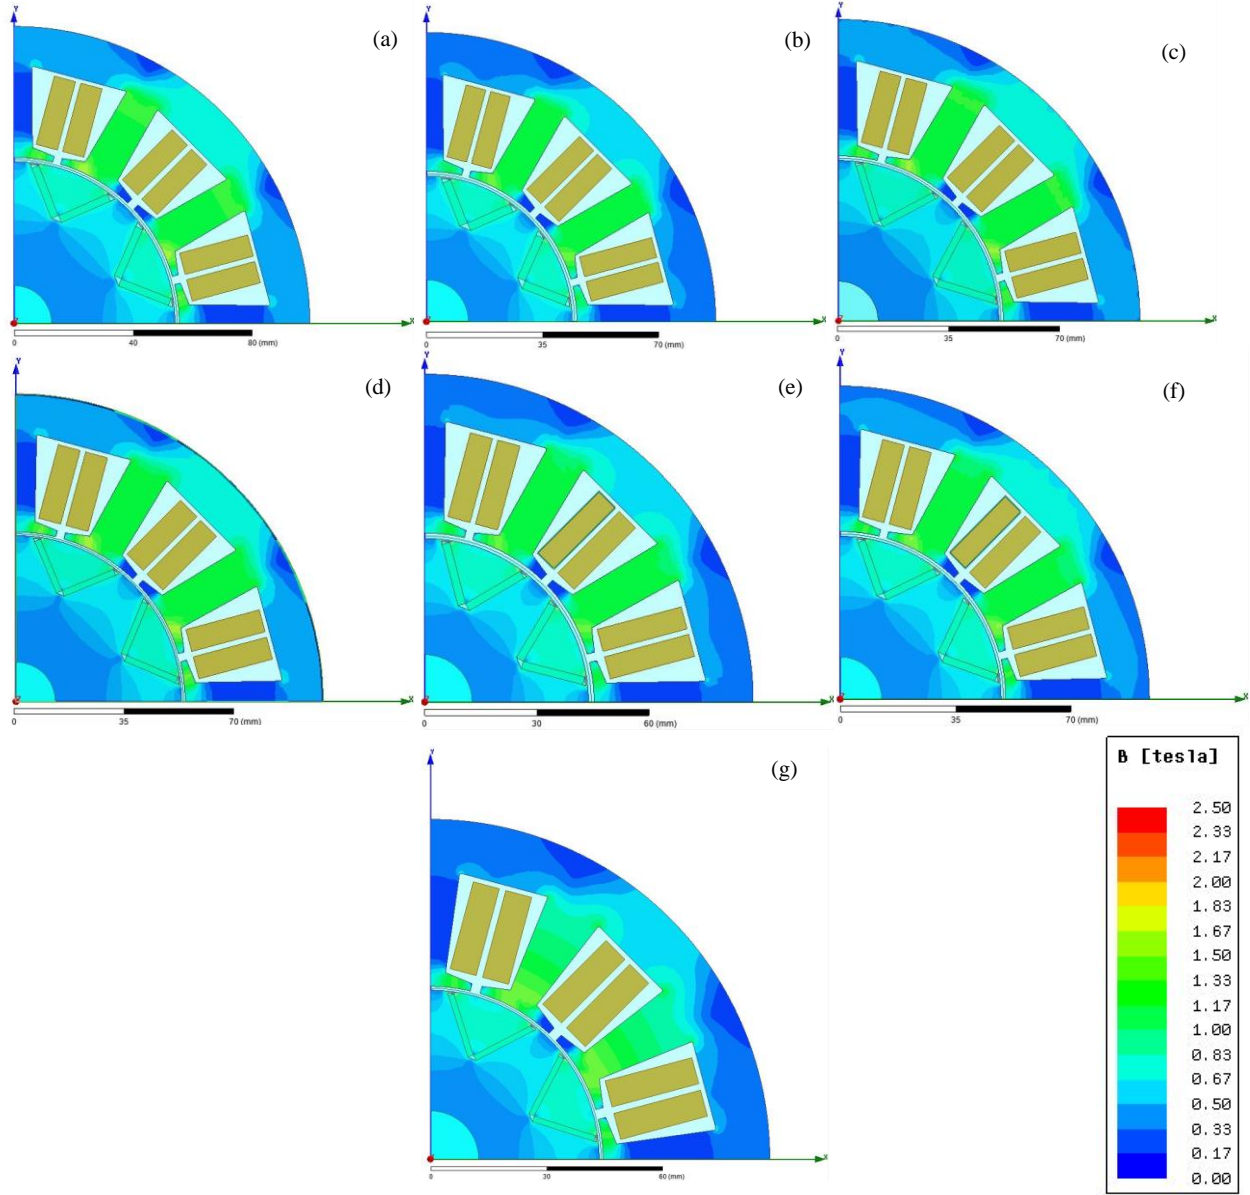 Y
(a)
X
0 40 80 (mm)
Y
(b)
X
0 35 70 (mm)
Y
(c)
X
0 35 70 (mm)
Y
(d)
X
0 35 70 (mm)
Y
(e)
X
0 30 60 (mm)
Y
(f)
X
0 35 70 (mm)
Y
(g)
X
0 30 60 (mm)
B [tesla]
2.50
2.33
2.17
2.00
1.83
1.67
1.50
1.33
1.17
1.00
0.83
0.67
0.50
0.33
0.17
0.00